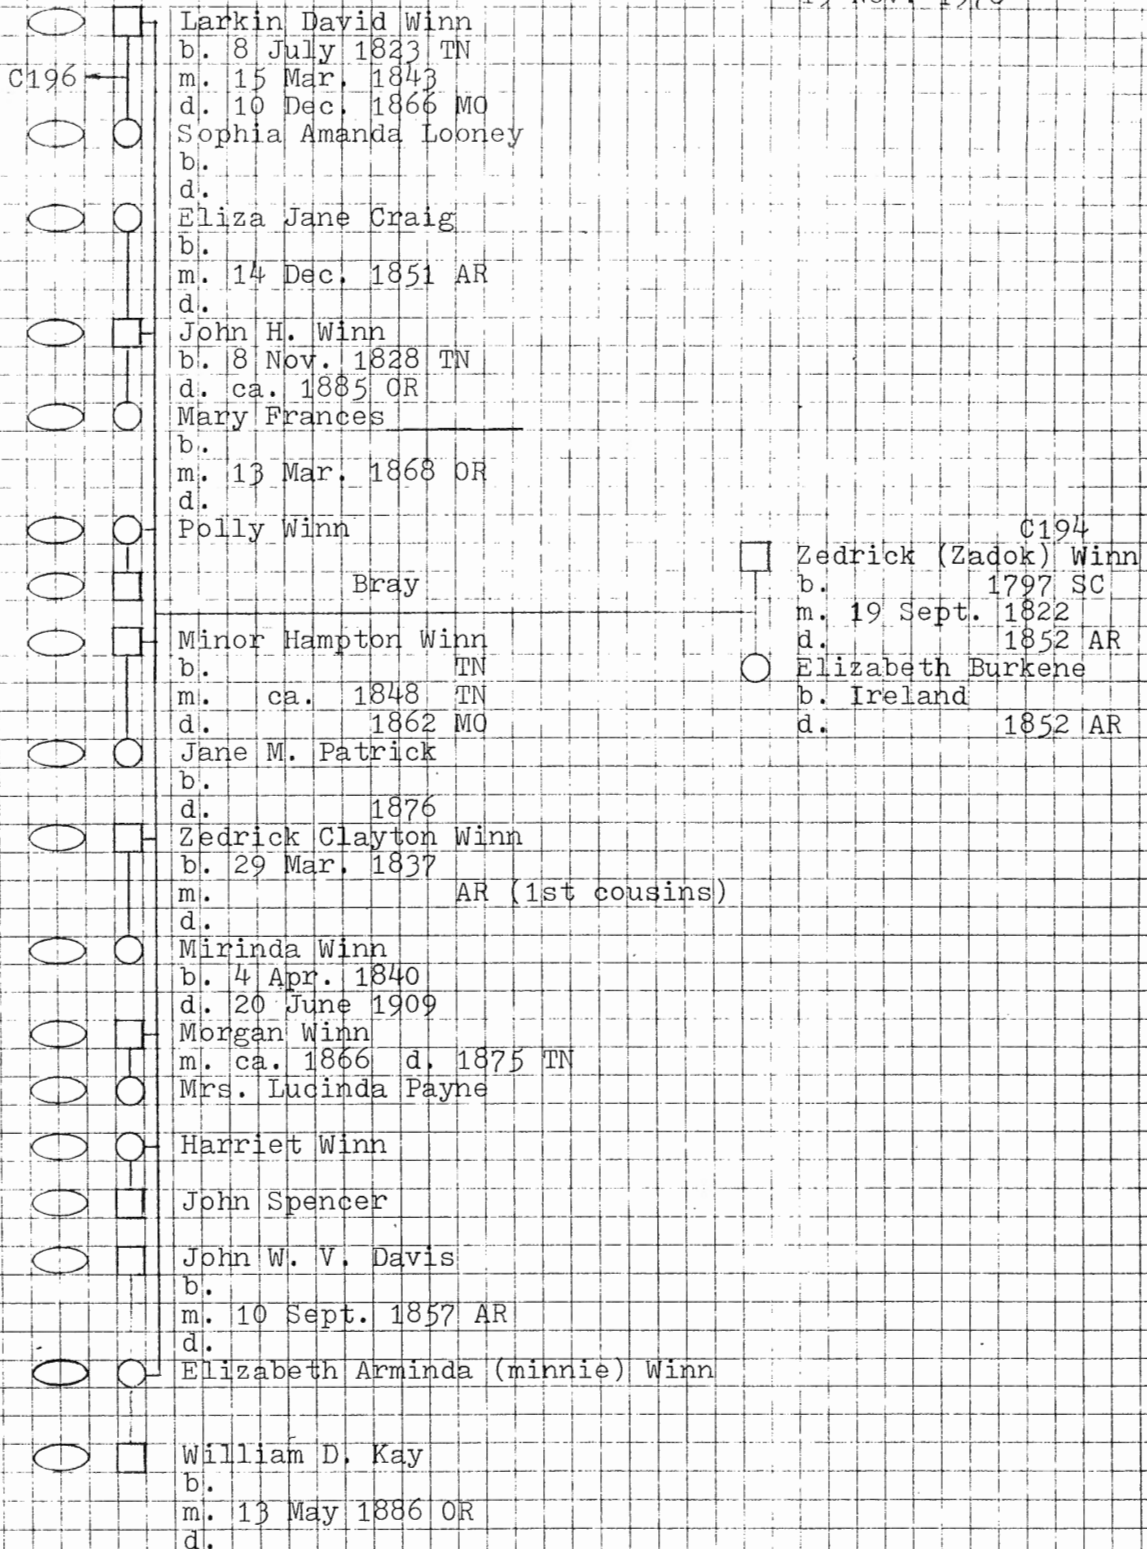 Larkin David Winn
b. 8 July 1823 TN
C196 m. 15 Mar. 1843
d. 10 Dec. 1866 MO
Sophia Amanda Looney
b.
d.
Eliza Jane Craig
b.
m. 14 Dec. 1851 AR
d.
John H. Winn
b. 8 Nov. 1828 TN
d. ca. 1885 OR
Mary Frances ________
b.
m. 13 Mar. 1868 OR
d.
Polly Winn
Bray
Minor Hampton Winn
b. TN
m. ca. 1848 TN
d. 1862 MO
Jane M. Patrick
b.
d. 1876
Zedrick Clayton Winn
b. 29 Mar. 1837
m. AR (1st cousins)
d.
Mirinda Winn
b. 4 Apr. 1840
d. 20 June 1909
Morgan Winn
m. ca. 1866 d. 1875 TN
Mrs. Lucinda Payne
Harriet Winn
John Spencer
John W. V. Davis
b.
m. 10 Sept. 1857 AR
d.
Elizabeth Arminda (minnie) Winn
William D. Kay
b.
m. 13 May 1886 OR
d.
C194
Zedrick (Zadok) Winn
b. 1797 SC
m. 19 Sept. 1822
d. 1852 AR
Elizabeth Burkene
b. Ireland
d. 1852 AR